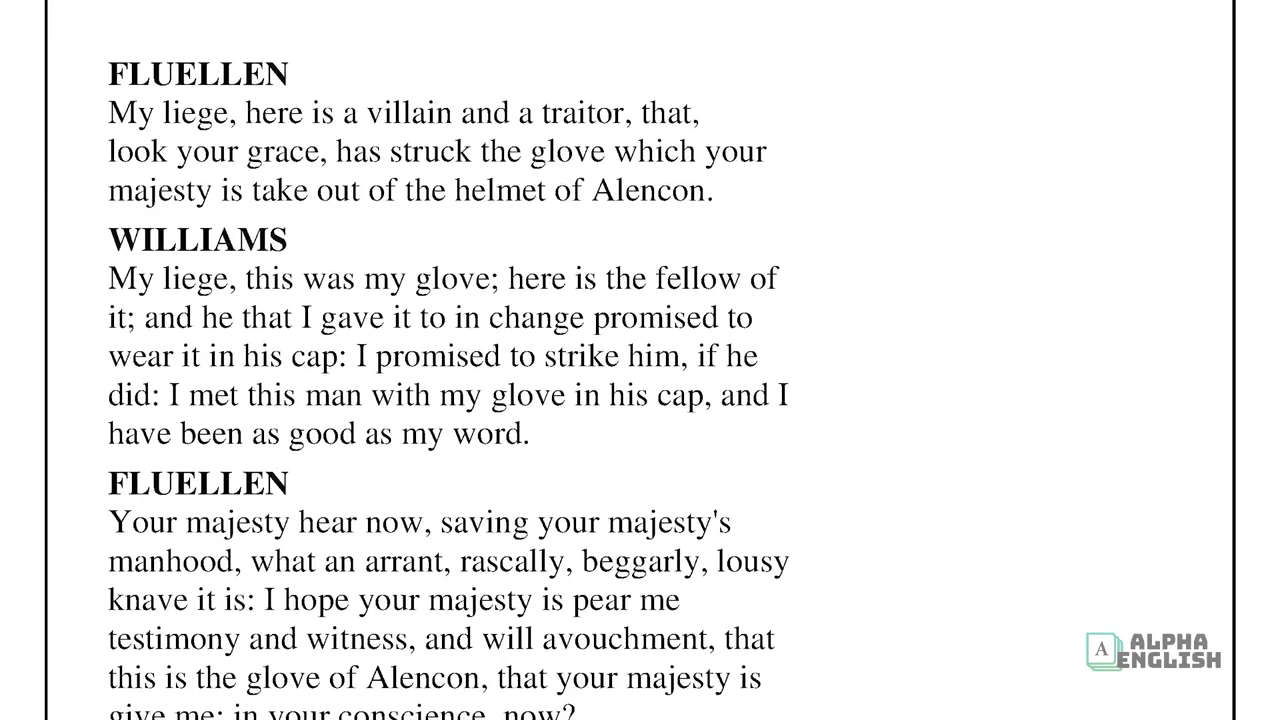 FLUELLEN
My liege, here is a villain and a traitor, that,
look your grace, has struck the glove which your
majesty is take out of the helmet of Alencon.
WILLIAMS
My liege, this was my glove; here is the fellow of
it; and he that I gave it to in change promised to
wear it in his cap: I promised to strike him, if he
did: I met this man with my glove in his cap, and I
have been as good as my word.
FLUELLEN
Your majesty hear now, saving your majesty's
manhood, what an arrant, rascally, beggarly, lousy
knave it is: I hope your majesty is pear me
testimony and witness, and will avouchment, that
this is the glove of Alencon, that your majesty is
give me; in your conscience, now?
A ALPHA
ENGLISH